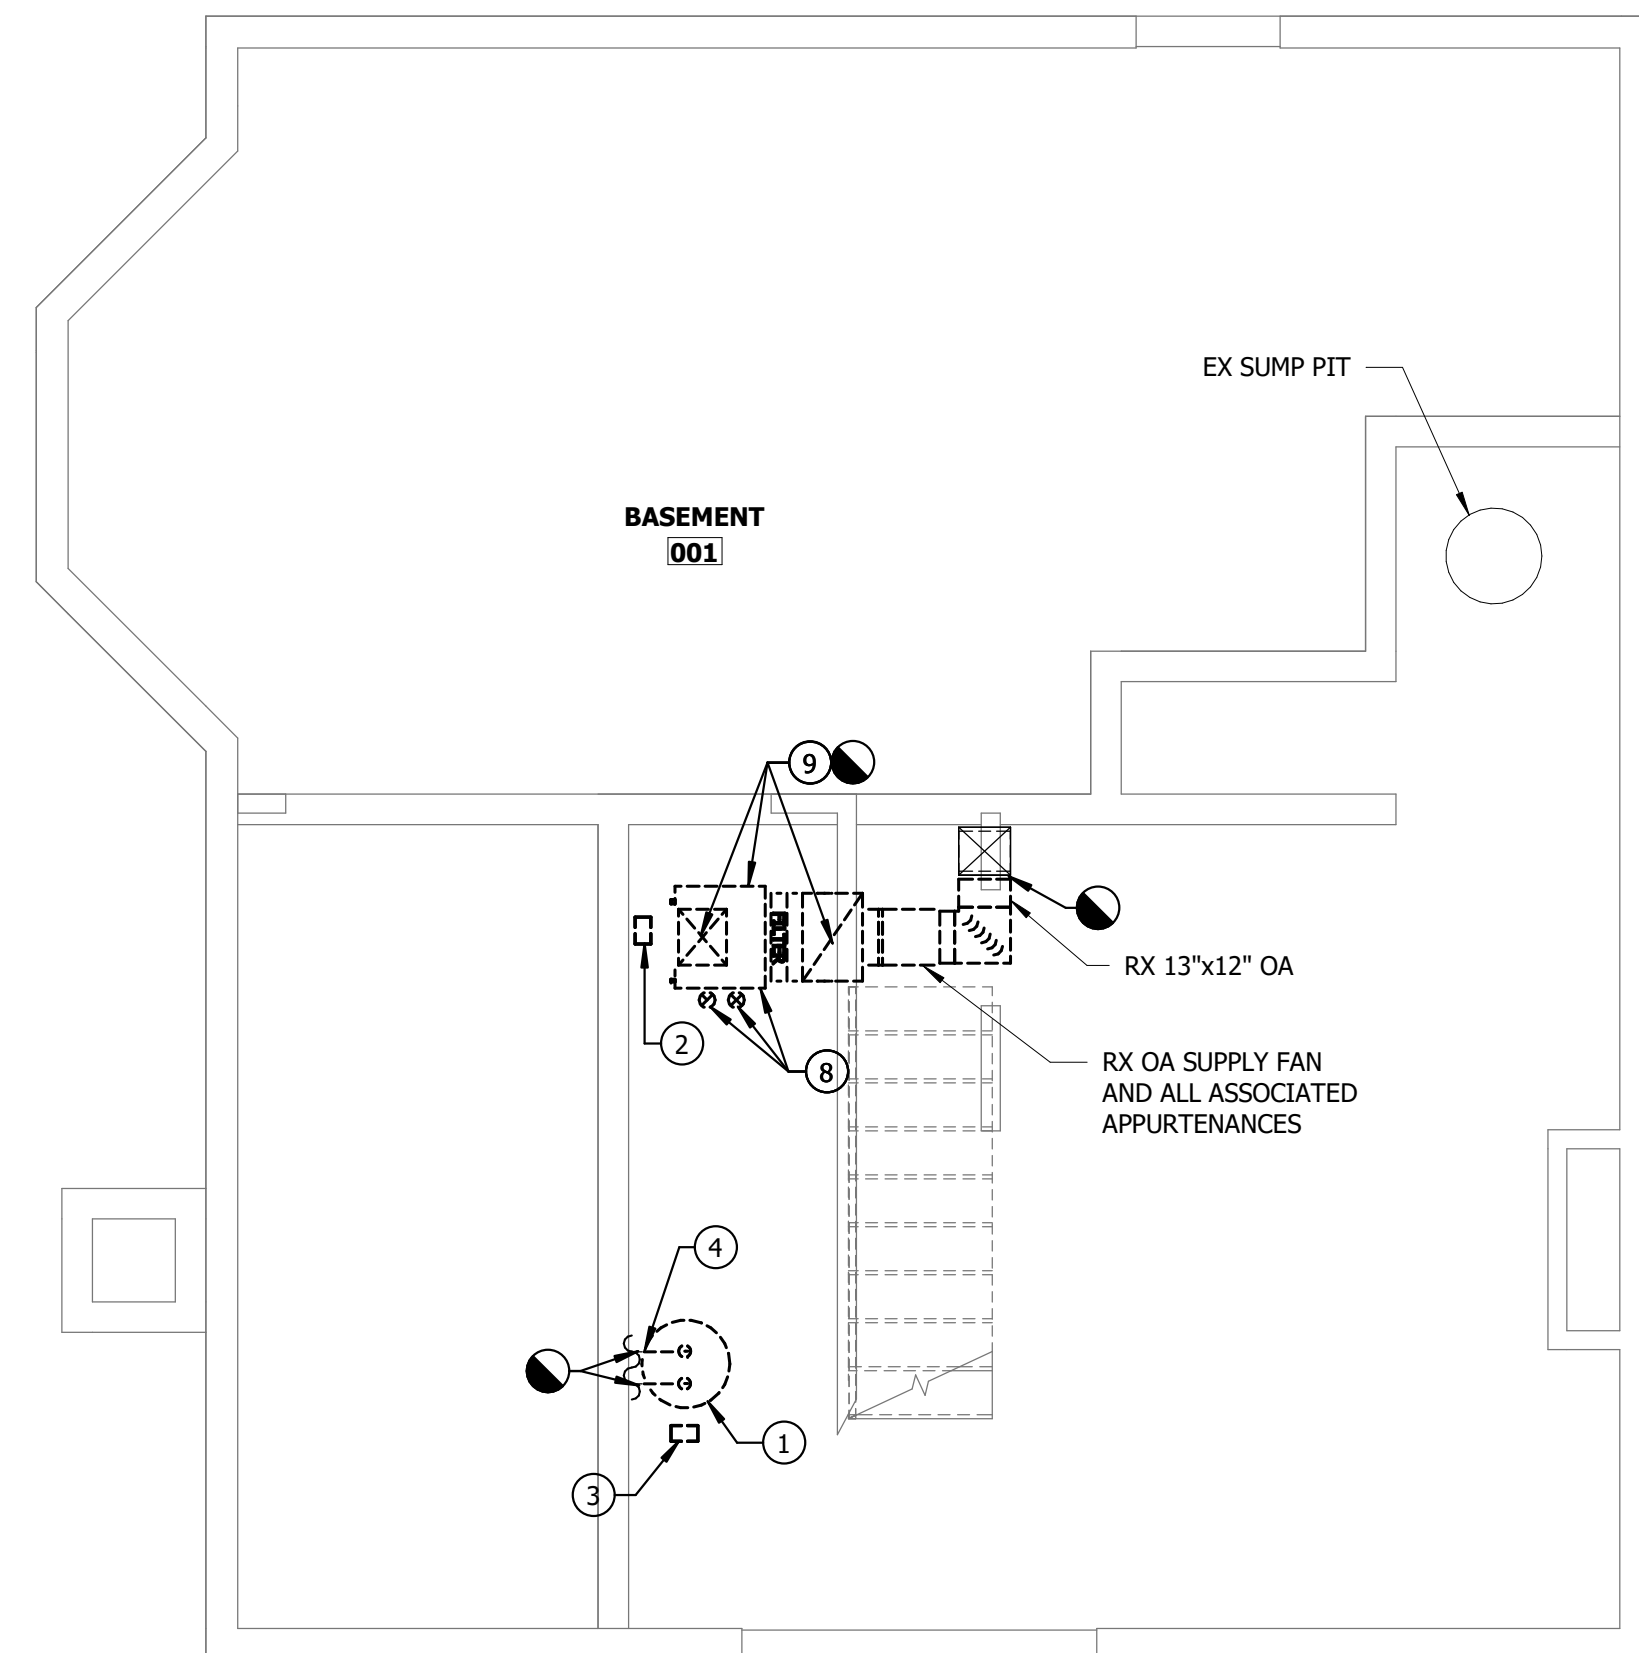 EX SUMP PIT
BASEMENT
001
9
FILTER
RX 13"x12" OA
2
8
RX OA SUPPLY FAN
AND ALL ASSOCIATED
APPURTENANCES
4
1
3